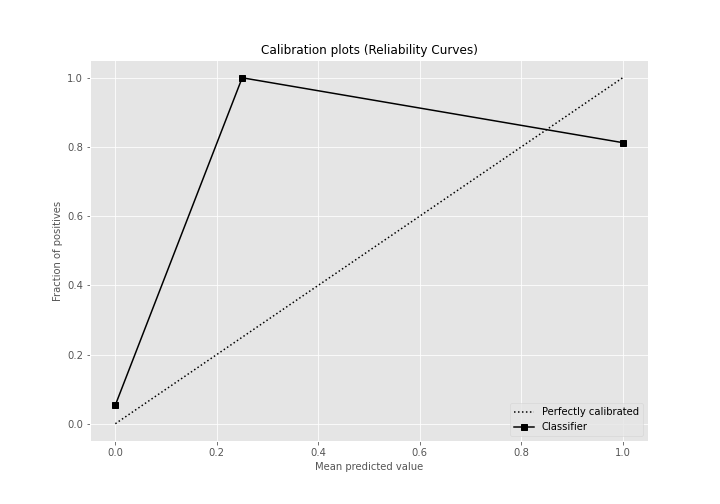 Calibration plots (Reliability Curves)
1.0
0.8
0.6
0.4
0.2
0.0
Fraction of positives
0.0 0.2 0.4 0.6 0.8 1.0
Mean predicted value
Perfectly calibrated
Classifier